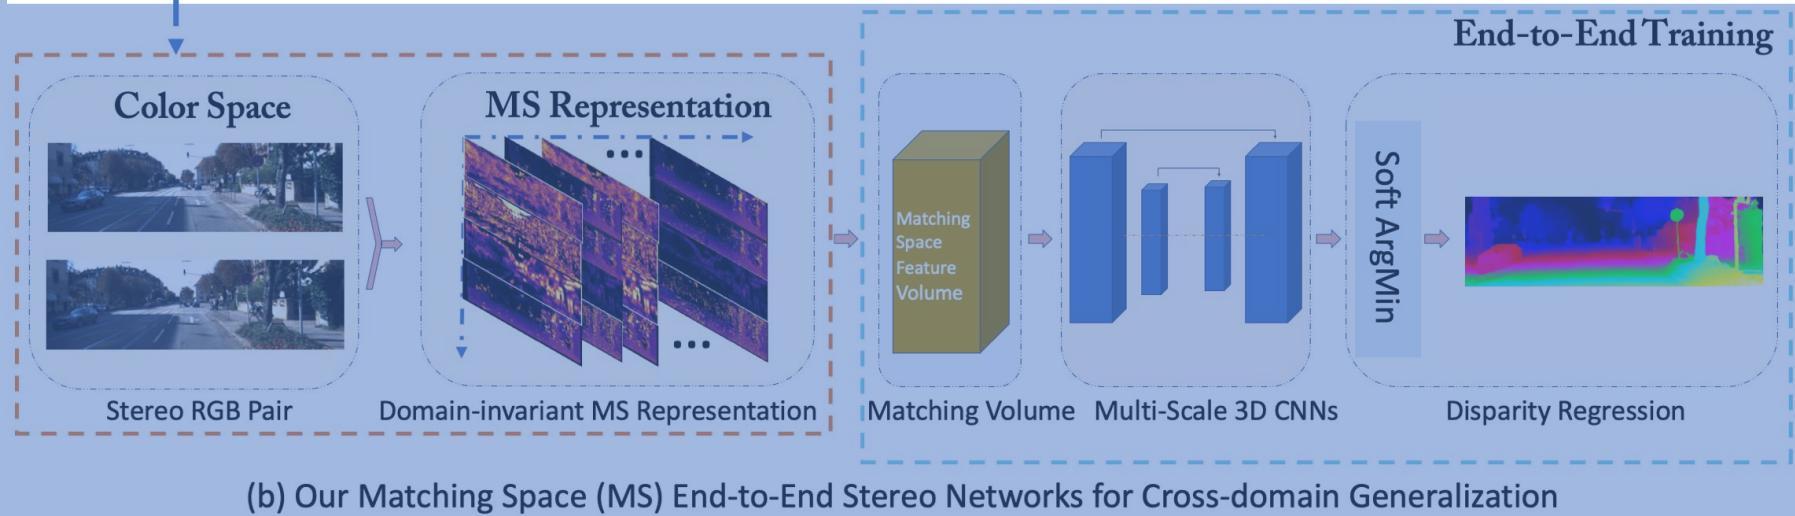 End-to-End Training
Color Space
MS Representation
Matching
Space
Feature
Volume
Soft ArgMin
Stereo RGB Pair
Domain-invariant MS Representation
Matching Volume
Multi-Scale 3D CNNs
Disparity Regression
(b) Our Matching Space (MS) End-to-End Stereo Networks for Cross-domain Generalization